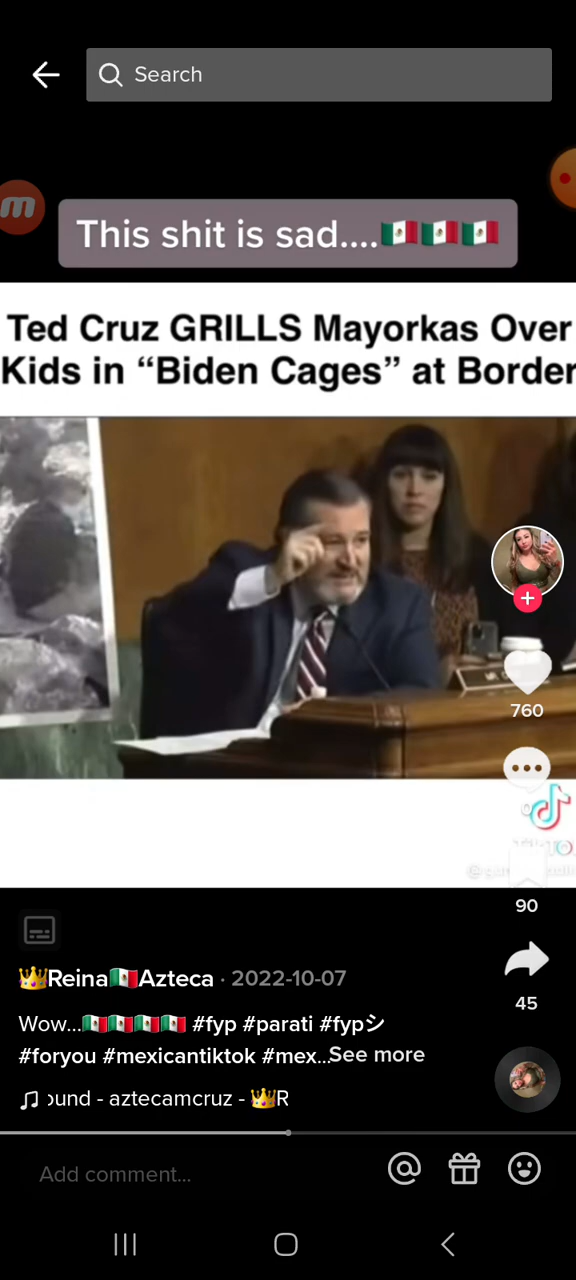 Search
m
This shit is sad....🇲🇽🇲🇽🇲🇽
Ted Cruz GRILLS Mayorkas Over
Kids in “Biden Cages” at Border
760
0
90
45
👑Reina🇲🇽Azteca · 2022-10-07
Wow...🇲🇽🇲🇽🇲🇽🇲🇽 #fyp #parati #fypシ
#foryou #mexicantiktok #mex...See more
ound - aztecamcruz - 👑R
Add comment...